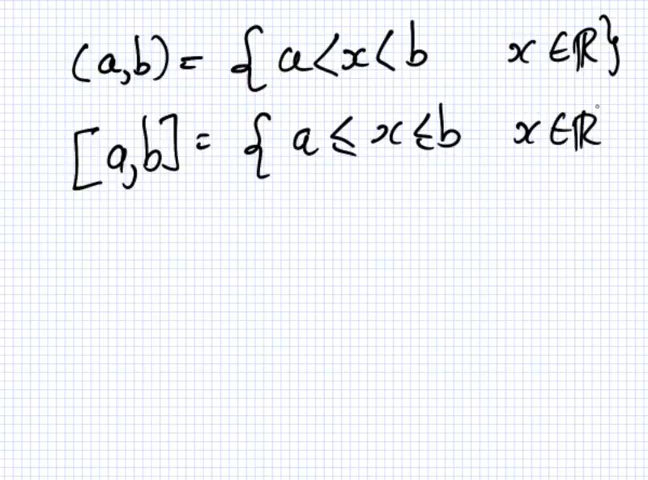 (a,b) = { a<x<b x ∈ ℝ}
[a,b] = { a ≤ x ≤ b x ∈ ℝ